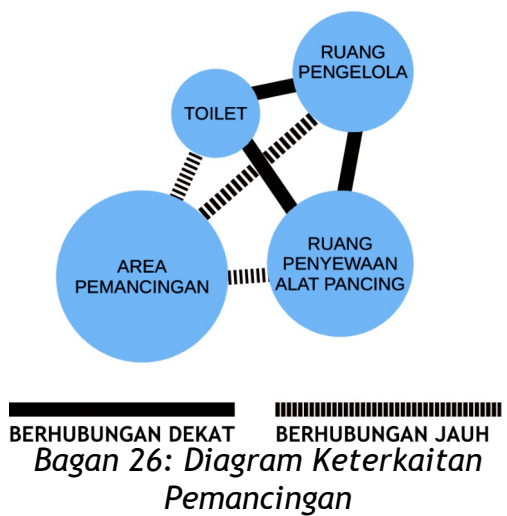 RUANG
PENGELOLA
TOILET
AREA
PEMANCINGAN
RUANG
PENYEWAAN
ALAT PANCING
BERHUBUNGAN DEKAT
BERHUBUNGAN JAUH
Bagan 26: Diagram Keterkaitan
Pemancingan